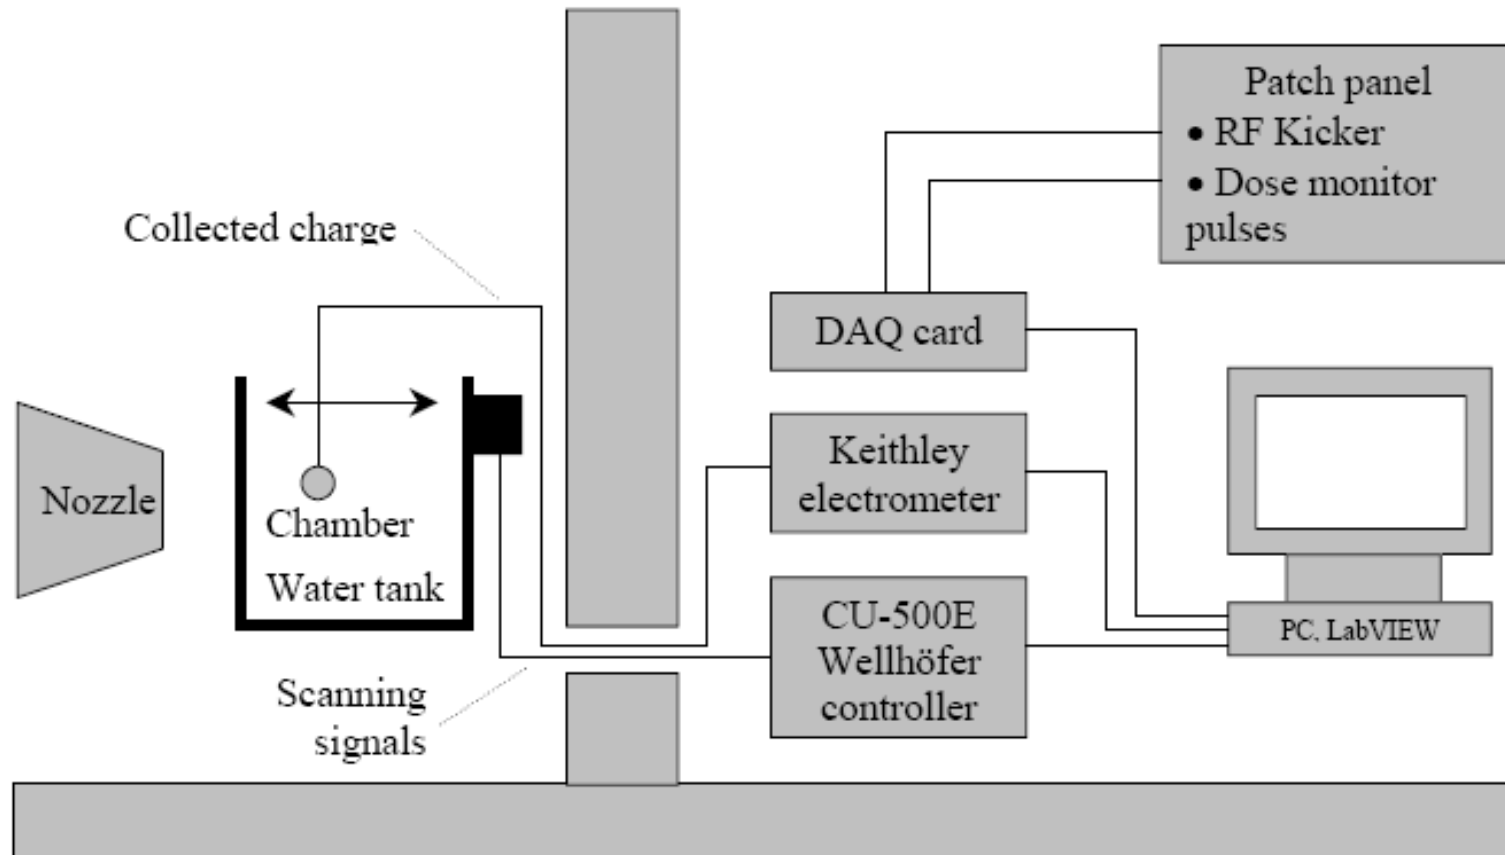 Patch panel
• RF Kicker
• Dose monitor
pulses
Collected charge
DAQ card
Keithley
electrometer
Nozzle
Chamber
Water tank
CU-500E
Wellhöfer
controller
PC, LabVIEW
Scanning
signals